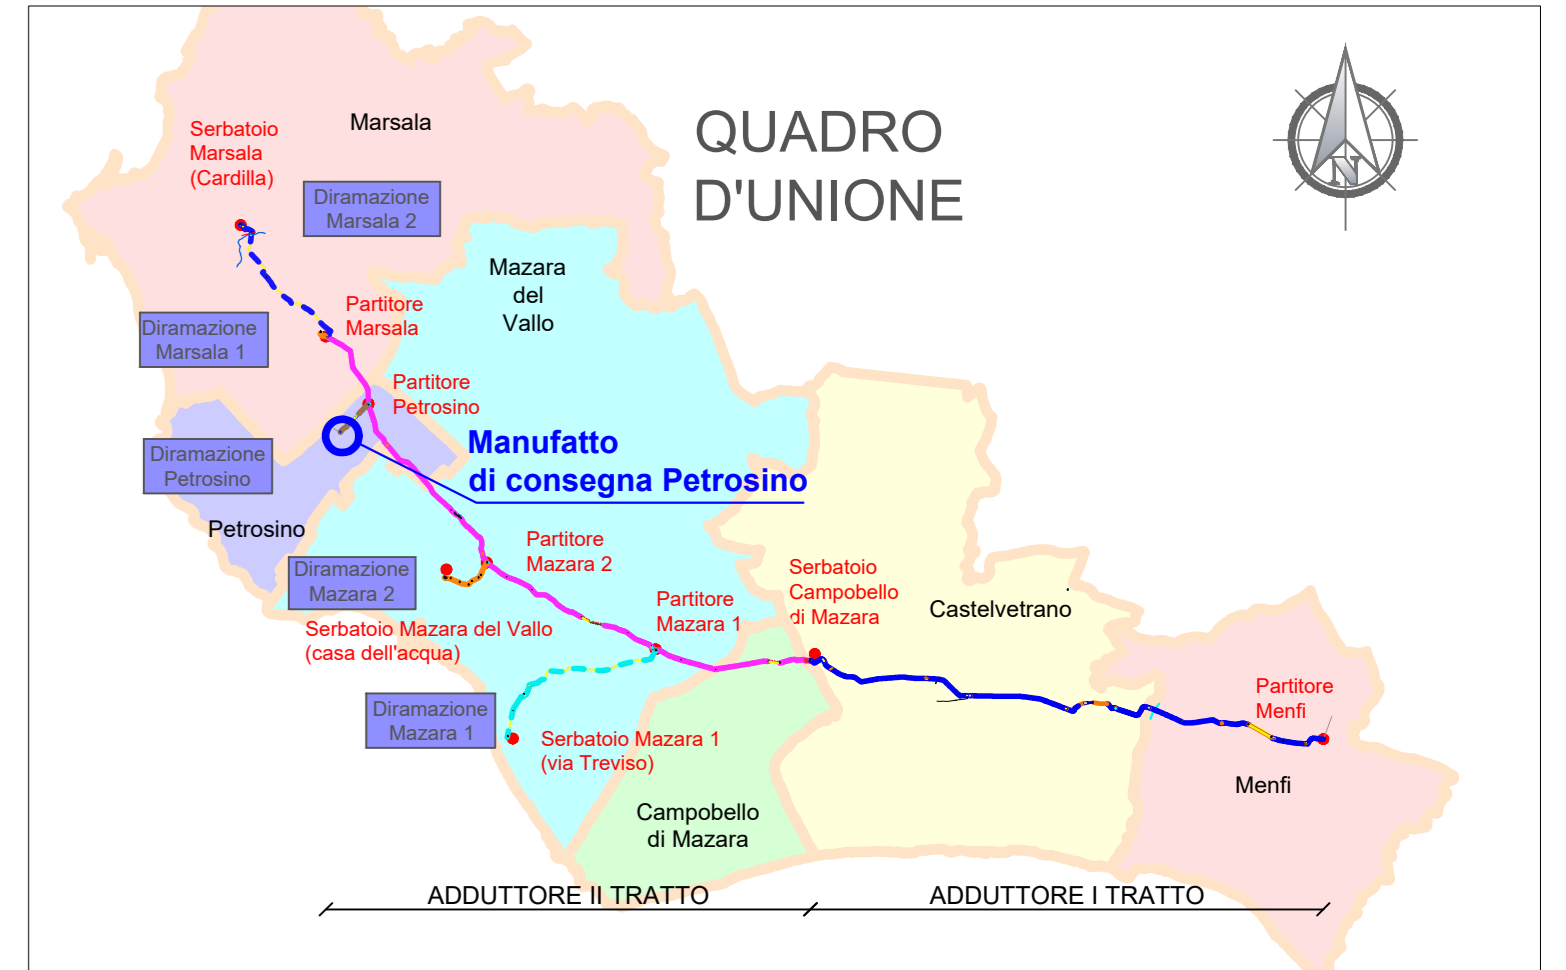 QUADRO
D'UNIONE
N
Marsala
Serbatoio
Marsala
(Cardilla)
Diramazione
Marsala 2
Mazara
del
Vallo
Partitore
Marsala
Diramazione
Marsala 1
Partitore
Petrosino
Manufatto
di consegna Petrosino
Diramazione
Petrosino
Petrosino
Partitore
Mazara 2
Diramazione
Mazara 2
Serbatoio
Campobello
di Mazara
Partitore
Mazara 1
Castelvetrano
Serbatoio Mazara del Vallo
(casa dell'acqua)
Diramazione
Mazara 1
Serbatoio Mazara 1
(via Treviso)
Partitore
Menfi
Menfi
Campobello
di Mazara
ADDUTTORE II TRATTO
ADDUTTORE I TRATTO